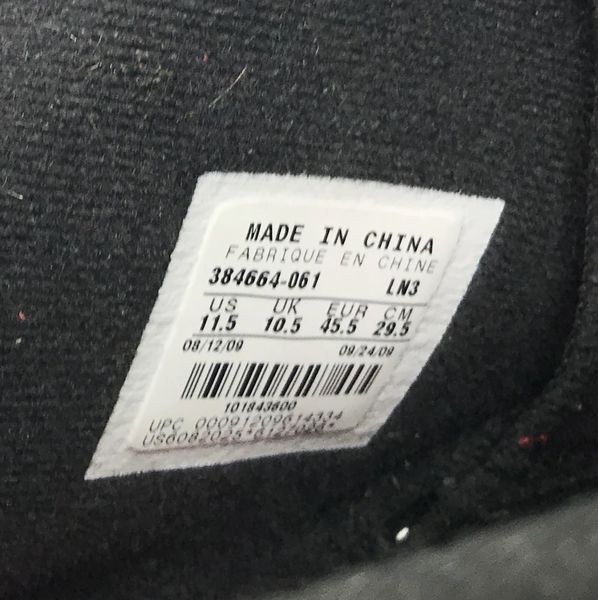 MADE IN CHINA
FABRIQUE EN CHINE
384664-061 LN3
US UK EUR CM
11.5 10.5 45.5 29.5
08/12/09 09/24/09
101843600
UPC 00091209614334